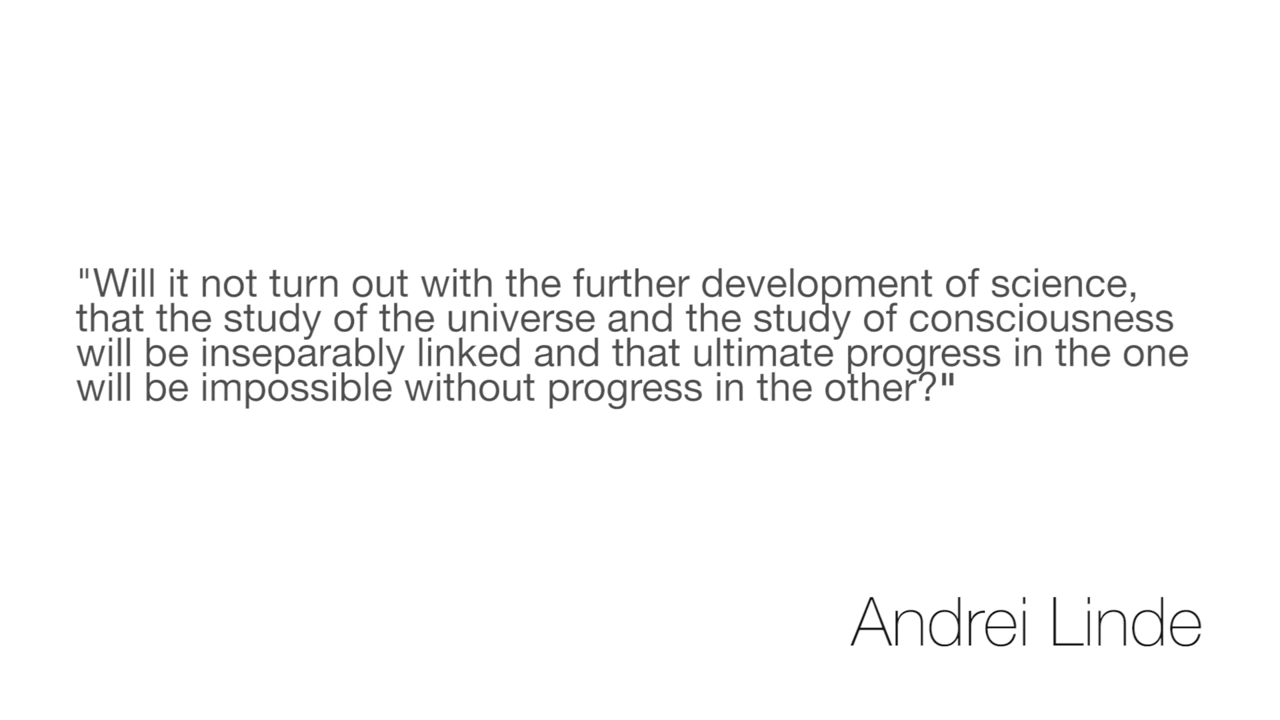 "Will it not turn out with the further development of science,
that the study of the universe and the study of consciousness
will be inseparably linked and that ultimate progress in the one
will be impossible without progress in the other?"
Andrei Linde